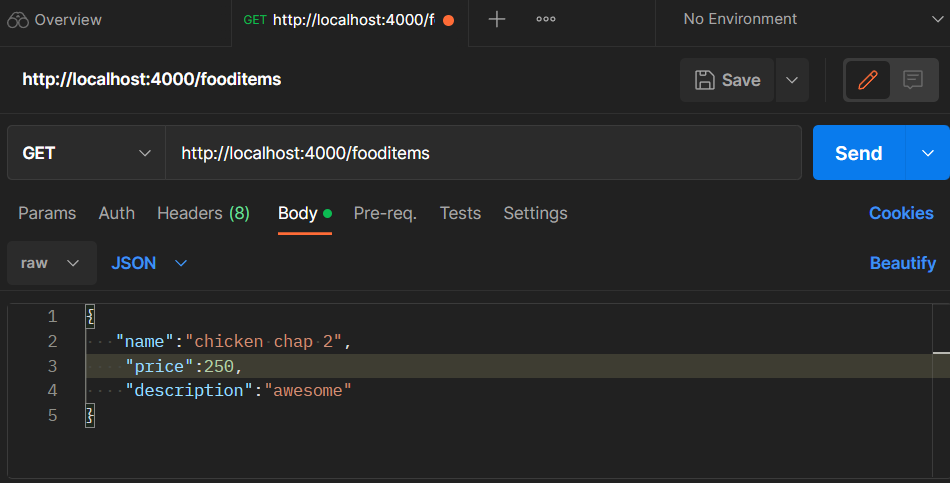 Overview
GET http://localhost:4000/f
No Environment
http://localhost:4000/fooditems
Save
GET
http://localhost:4000/fooditems
Send
Params Auth Headers (8) Body Pre-req. Tests Settings Cookies
raw JSON Beautify
1 {
2 "name":"chicken chap 2",
3 "price":250,
4 "description":"awesome"
5 }